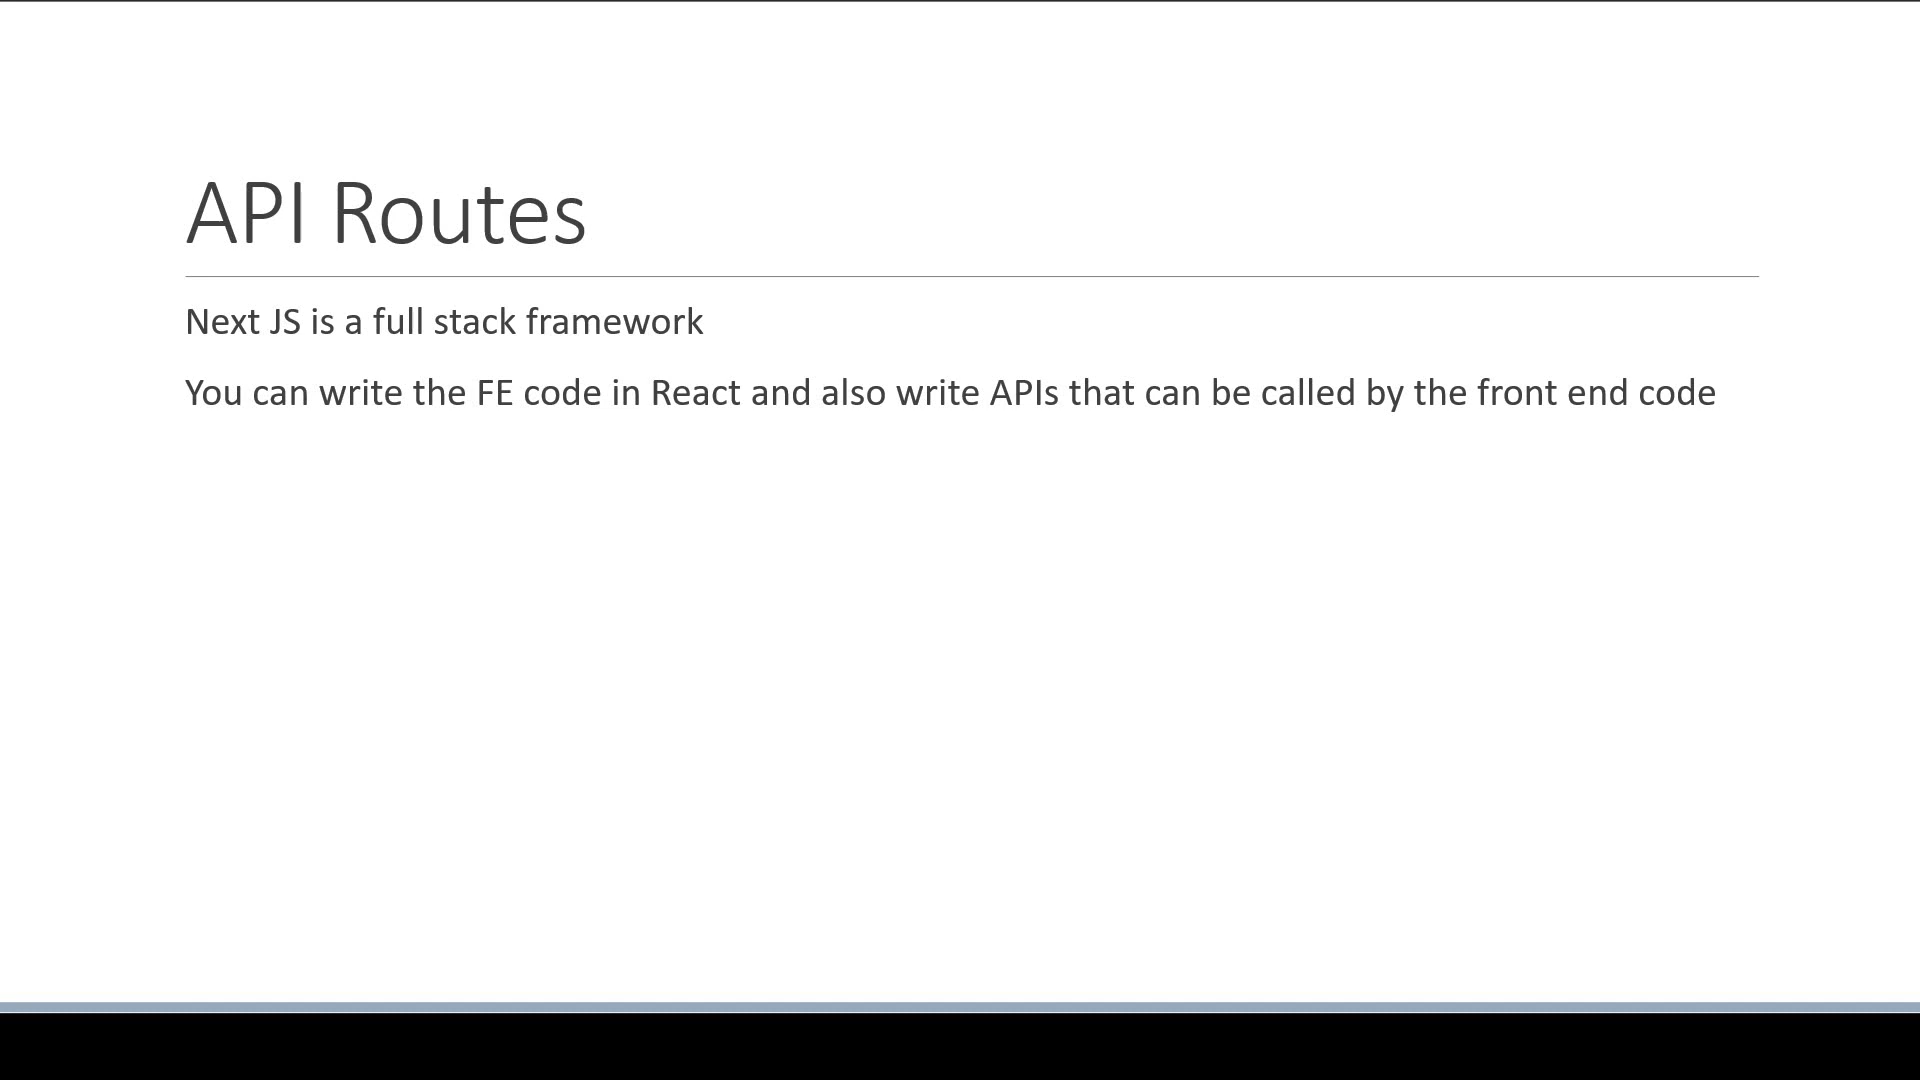 API Routes
Next JS is a full stack framework
You can write the FE code in React and also write APIs that can be called by the front end code